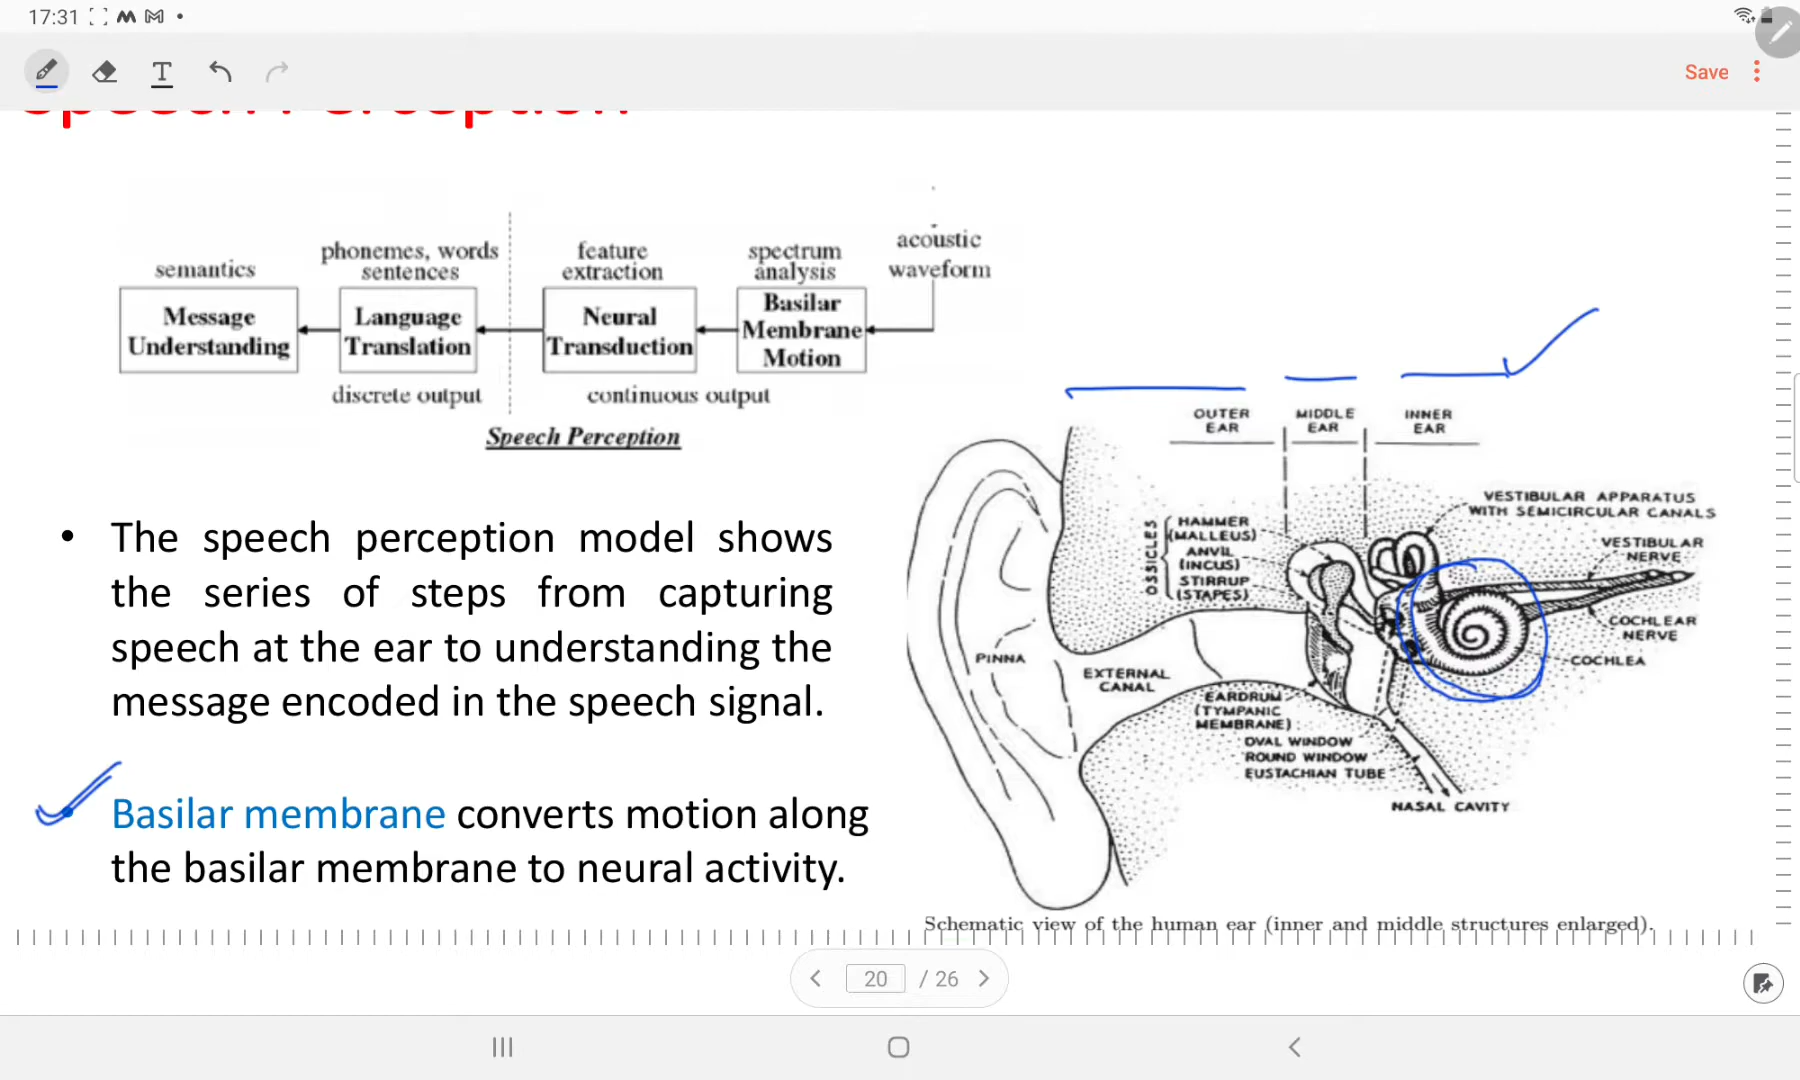 17:31
Save
Speech Perception
semantics
phonemes, words
sentences
feature
extraction
spectrum
analysis
acoustic
waveform
Message
Understanding
Language
Translation
Neural
Transduction
Basilar
Membrane
Motion
discrete output
continuous output
Speech Perception
• The speech perception model shows
the series of steps from capturing
speech at the ear to understanding the
message encoded in the speech signal.
Basilar membrane converts motion along
the basilar membrane to neural activity.
OUTER
EAR
MIDDLE
EAR
INNER
EAR
VESTIBULAR APPARATUS
WITH SEMICIRCULAR CANALS
VESTIBULAR
NERVE
OSSICLES
HAMMER
(MALLEUS)
ANVIL
(INCUS)
STIRRUP
(STAPES)
COCHLEAR
NERVE
COCHLEA
PINNA
EXTERNAL
CANAL
EARDRUM
(TYMPANIC
MEMBRANE)
OVAL WINDOW
ROUND WINDOW
EUSTACHIAN TUBE
NASAL CAVITY
Schematic view of the human ear (inner and middle structures enlarged).
20 / 26